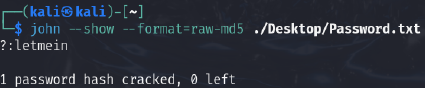 ┌──(kali㉿kali)-[~]
└─$ john --show --format=raw-md5 ./Desktop/Password.txt
?:letmein

1 password hash cracked, 0 left